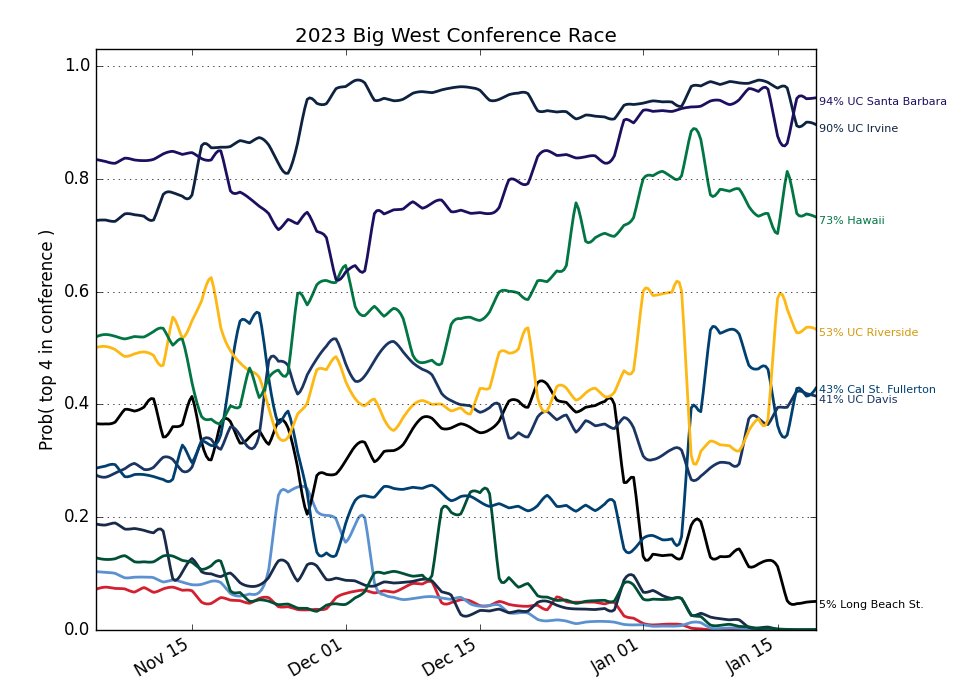 2023 Big West Conference Race
Prob( top 4 in conference )
1.0
0.8
0.6
0.4
0.2
0.0
Nov 15
Dec 01
Dec 15
Jan 01
Jan 15
94% UC Santa Barbara
90% UC Irvine
73% Hawaii
53% UC Riverside
43% Cal St. Fullerton
41% UC Davis
5% Long Beach St.